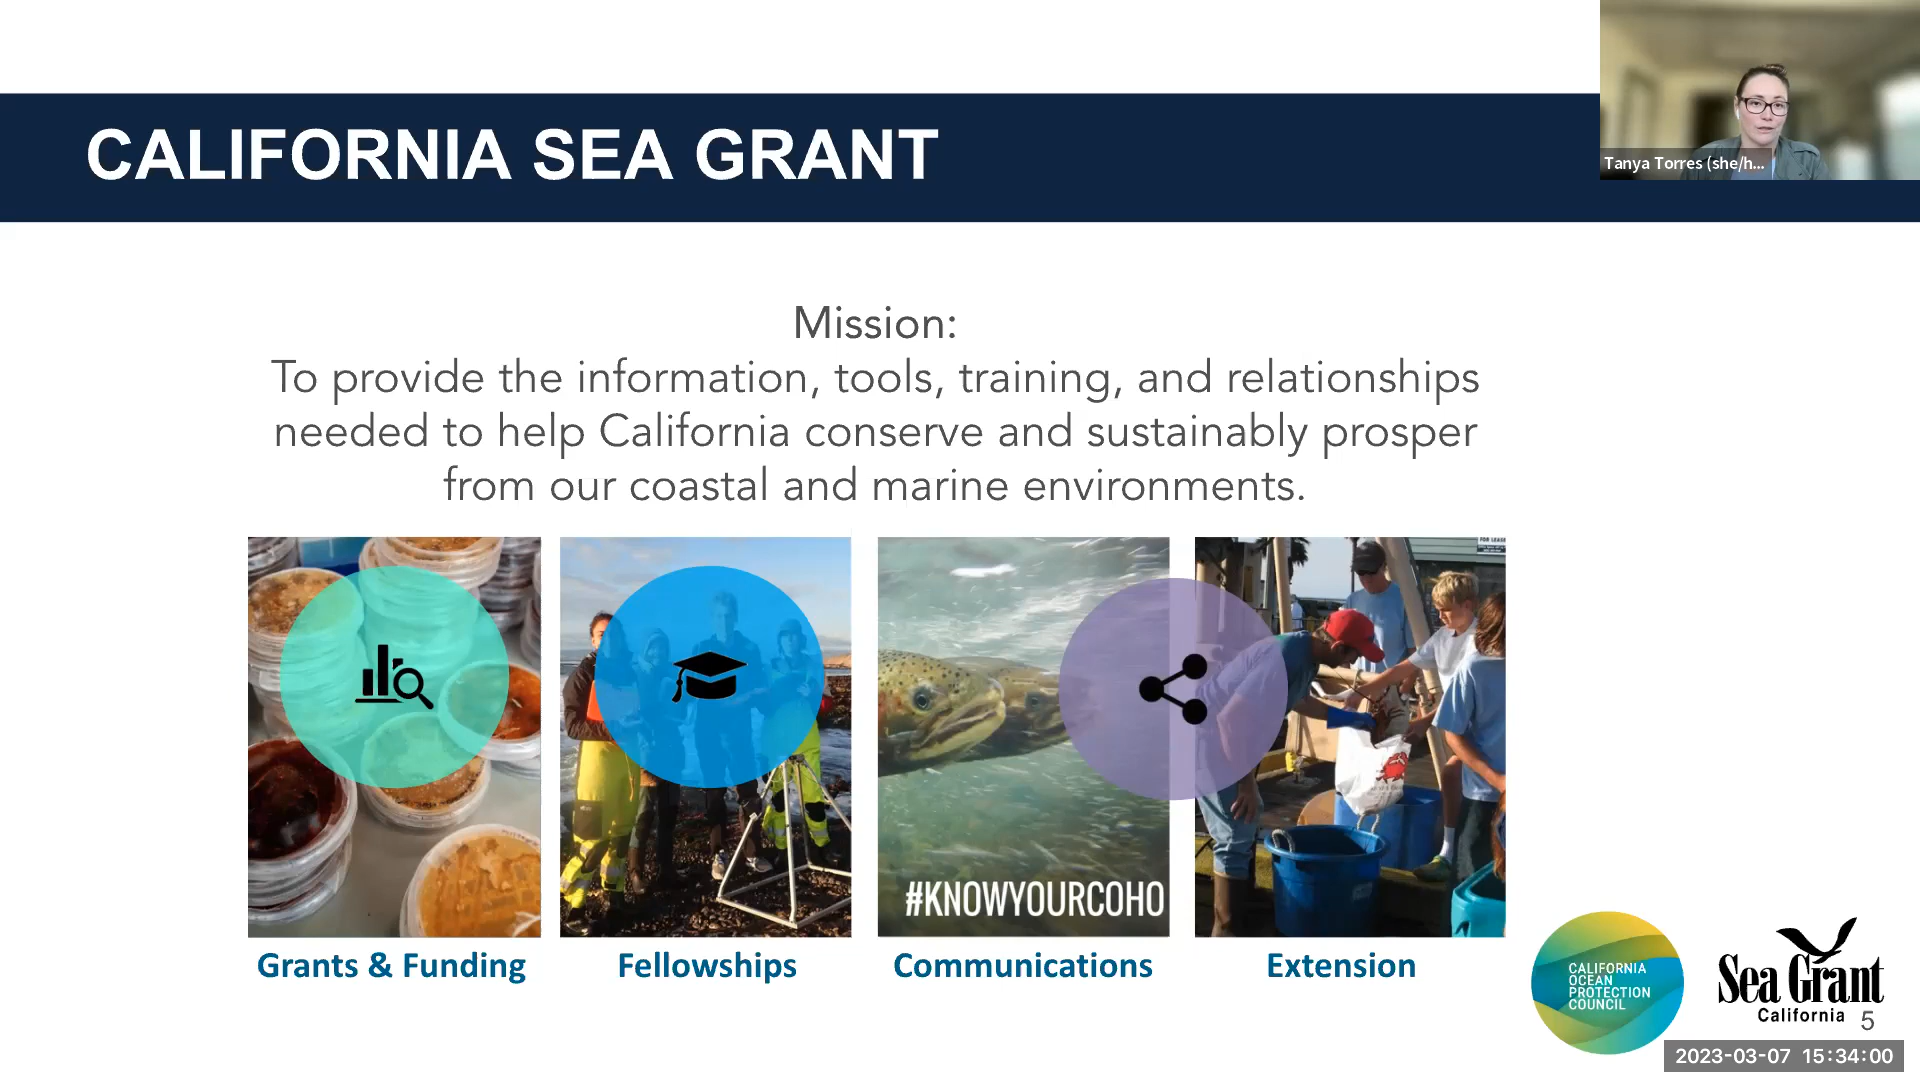 CALIFORNIA SEA GRANT
Tanya Torres (she/h...
Mission:
To provide the information, tools, training, and relationships
needed to help California conserve and sustainably prosper
from our coastal and marine environments.
FOR LEASE
#KNOWYOURCOHO
Grants & Funding
Fellowships
Communications
Extension
CALIFORNIA
OCEAN
PROTECTION
COUNCIL
Sea Grant
California
5
2023-03-07 15:34:00